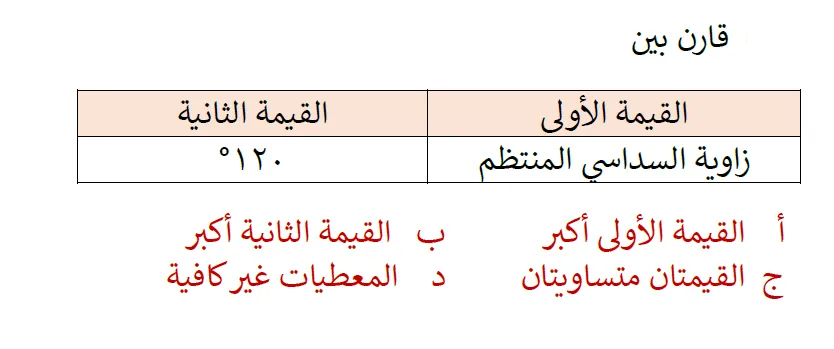 قارن بين
القيمة الأولى القيمة الثانية
زاوية السداسي المنتظم ١٢٠°
أ القيمة الأولى أكبر ب القيمة الثانية أكبر
ج القيمتان متساويتان د المعطيات غير كافية